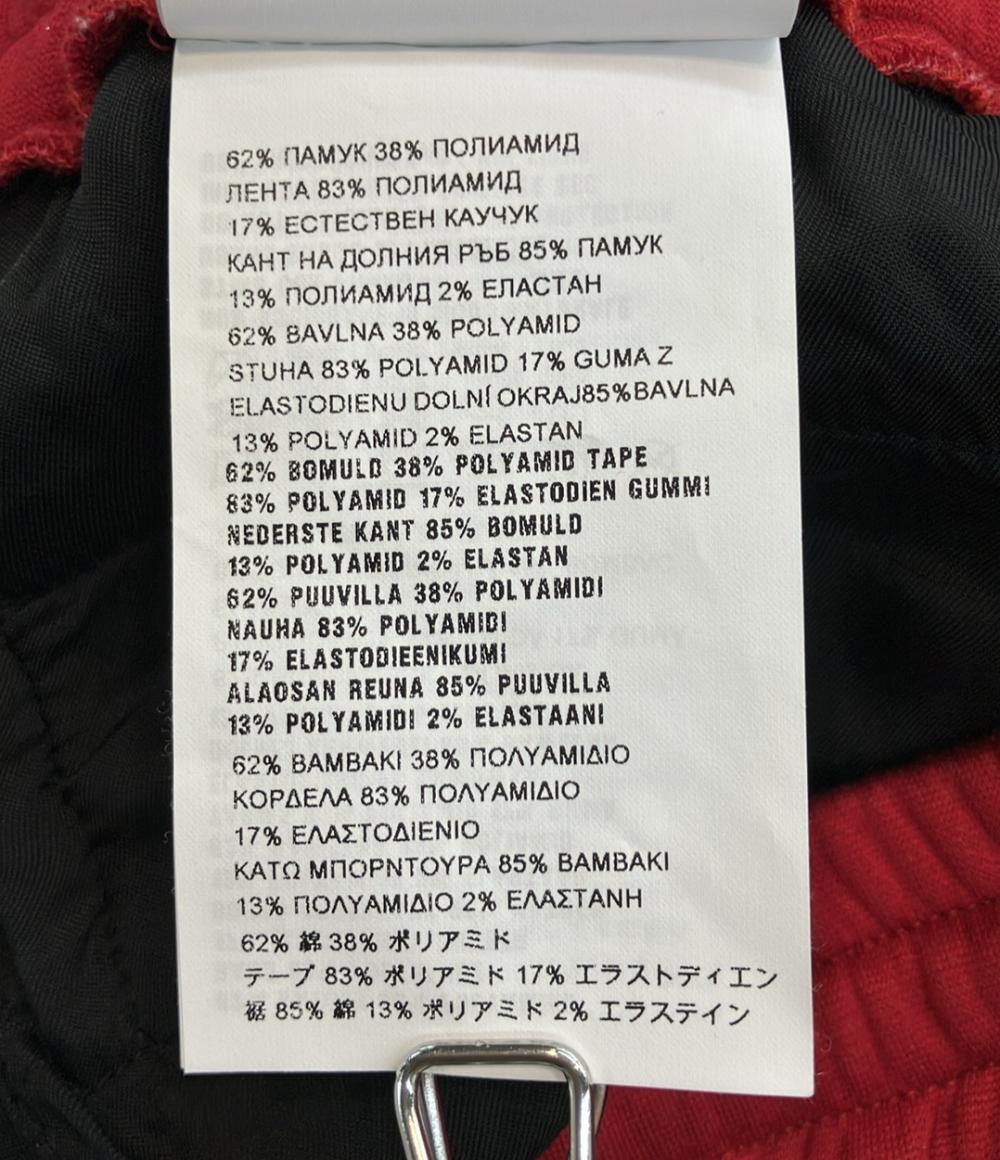 62% ПАМУК 38% ПОЛИАМИД
ЛЕНТА 83% ПОЛИАМИД
17% ЕСТЕСТВЕН КАУЧУК
КАНТ НА ДОЛНИЯ РЪБ 85% ПАМУК
13% ПОЛИАМИД 2% ЕЛАСТАН
62% BAVLNA 38% POLYAMID
STUHA 83% POLYAMID 17% GUMA Z
ELASTODIENU DOLNÍ OKRAJ85%BAVLNA
13% POLYAMID 2% ELASTAN
62% BOMULD 38% POLYAMID TAPE
83% POLYAMID 17% ELASTODIEN GUMMI
NEDERSTE KANT 85% BOMULD
13% POLYAMID 2% ELASTAN
62% PUUVILLA 38% POLYAMIDI
NAUHA 83% POLYAMIDI
17% ELASTODIEENIKUMI
ALAOSAN REUNA 85% PUUVILLA
13% POLYAMIDI 2% ELASTAANI
62% ΒΑΜΒΑΚΙ 38% ΠΟΛΥΑΜΙΔΙΟ
ΚΟΡΔΕΛΑ 83% ΠΟΛΥΑΜΙΔΙΟ
17% ΕΛΑΣΤΟΔΙΕΝΙΟ
ΚΑΤΩ ΜΠΟΡΝΤΟΥΡΑ 85% ΒΑΜΒΑΚΙ
13% ΠΟΛΥΑΜΙΔΙΟ 2% ΕΛΑΣΤΑΝΗ
62% 綿 38% ポリアミド
テープ 83% ポリアミド 17% エラストディエン
裾 85% 綿 13% ポリアミド 2% エラステイン